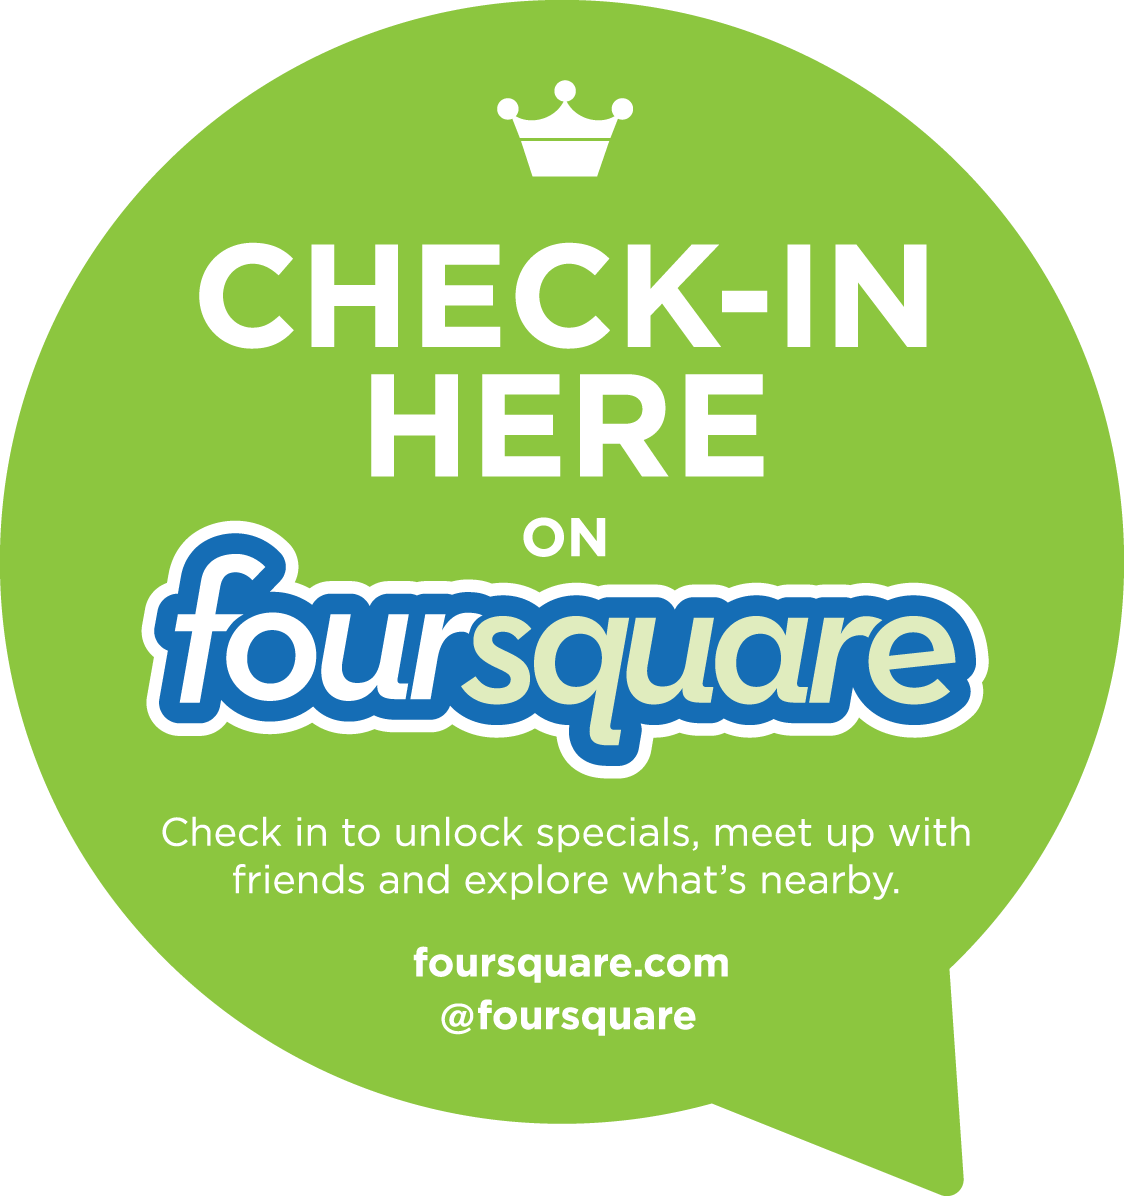 CHECK-IN
HERE
ON
foursquare
Check in to unlock specials, meet up with
friends and explore what’s nearby.
foursquare.com
@foursquare